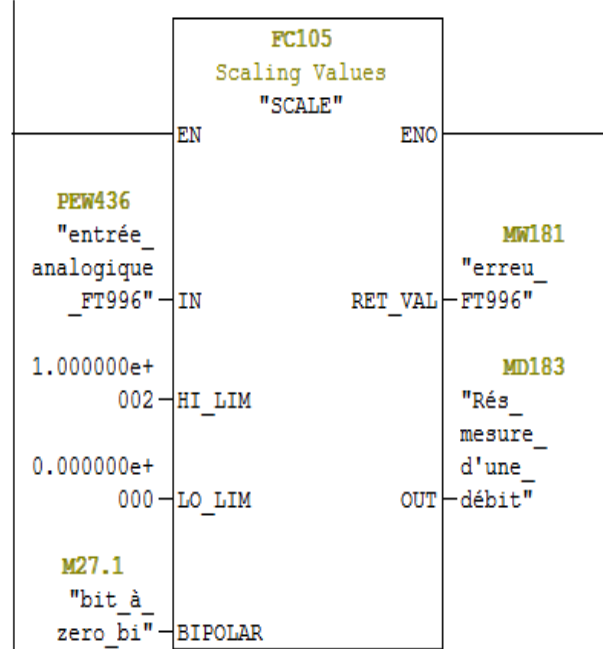 FC105
Scaling Values
"SCALE"
EN
ENO
PEW436
"entrée_
analogique
_FT996"
IN
MW181
"erreu_
FT996"
RET_VAL
1.000000e+
002
HI_LIM
MD183
"Rés_
mesure_
d'une_
débit"
OUT
0.000000e+
000
LO_LIM
M27.1
"bit_à_
zero_bi"
BIPOLAR